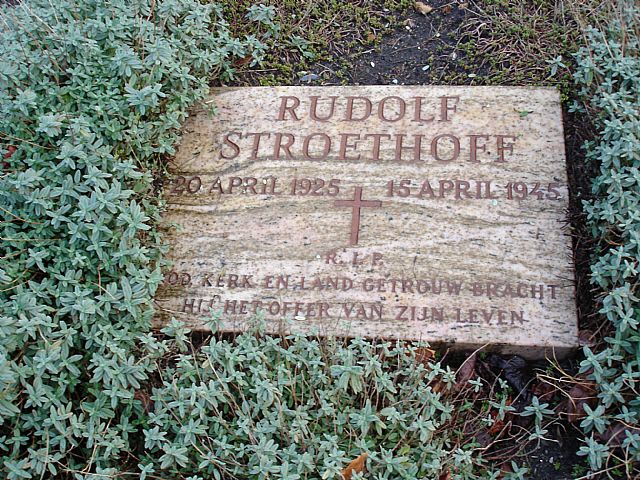 RUDOLF
STROETHOFF
20 APRIL 1925 15 APRIL 1945
R.I.P.
GOD, KERK EN LAND GETROUW BRACHT
HIJ HET OFFER VAN ZIJN LEVEN